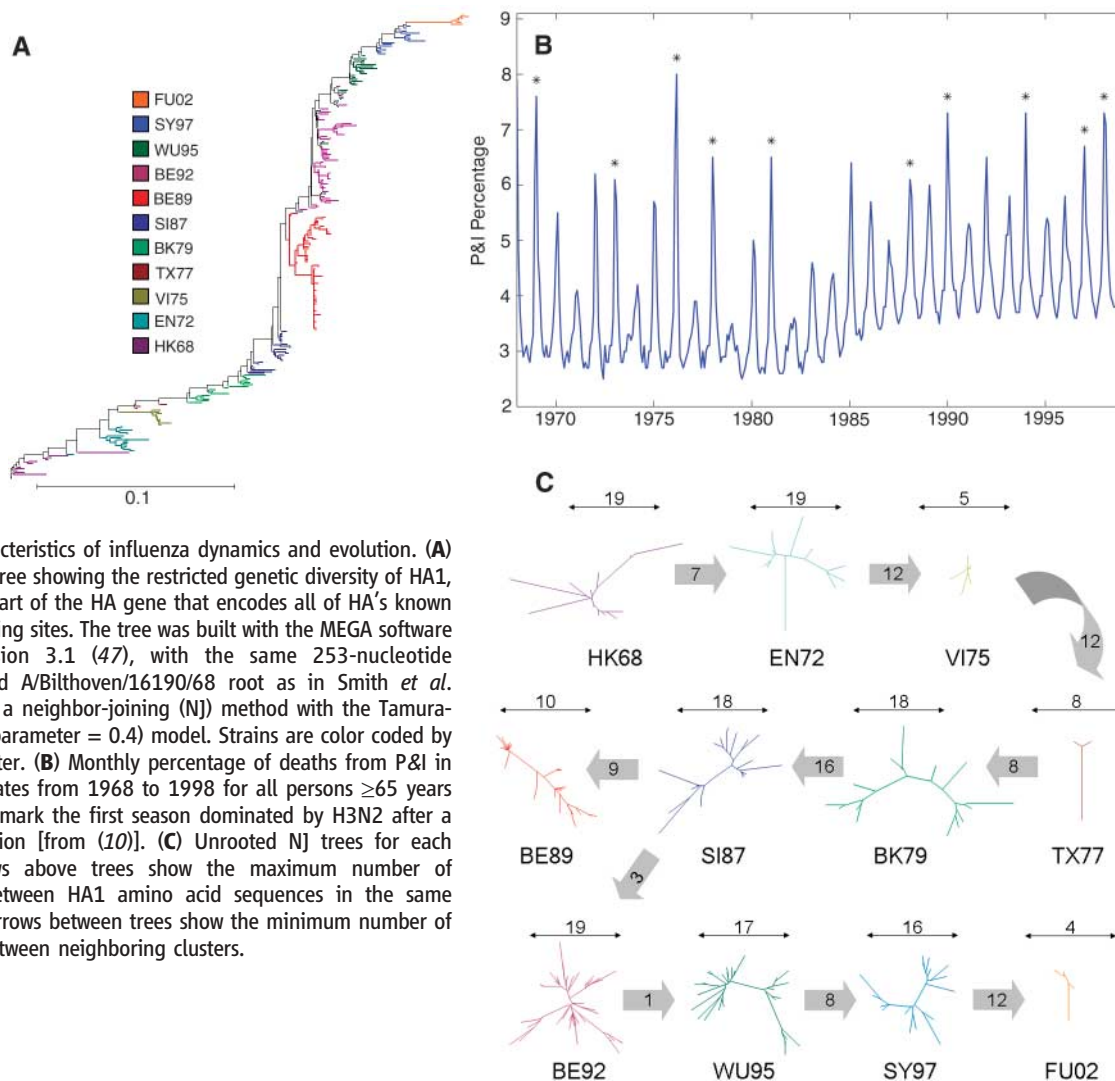 A
FU02
SY97
WU95
BE92
BE89
SI87
BK79
TX77
VI75
EN72
HK68
0.1
B
P&I Percentage
9
8
7
6
5
4
3
2
* * * * * * * * * *
1970 1975 1980 1985 1990 1995
cteristics of influenza dynamics and evolution. (A)
ree showing the restricted genetic diversity of HA1,
art of the HA gene that encodes all of HA's known
ing sites. The tree was built with the MEGA software
ion 3.1 (47), with the same 253-nucleotide
d A/Bilthoven/16190/68 root as in Smith et al.
a neighbor-joining (NJ) method with the Tamura-
parameter = 0.4) model. Strains are color coded by
ter. (B) Monthly percentage of deaths from P&I in
ates from 1968 to 1998 for all persons ≥65 years
mark the first season dominated by H3N2 after a
ion [from (10)]. (C) Unrooted NJ trees for each
ws above trees show the maximum number of
etween HA1 amino acid sequences in the same
rrows between trees show the minimum number of
tween neighboring clusters.
C
19 19 5
7 12
HK68 EN72 VI75
12
10 18 18 8
9 16 8
BE89 SI87 BK79 TX77
3
19 17 16 4
1 8 12
BE92 WU95 SY97 FU02